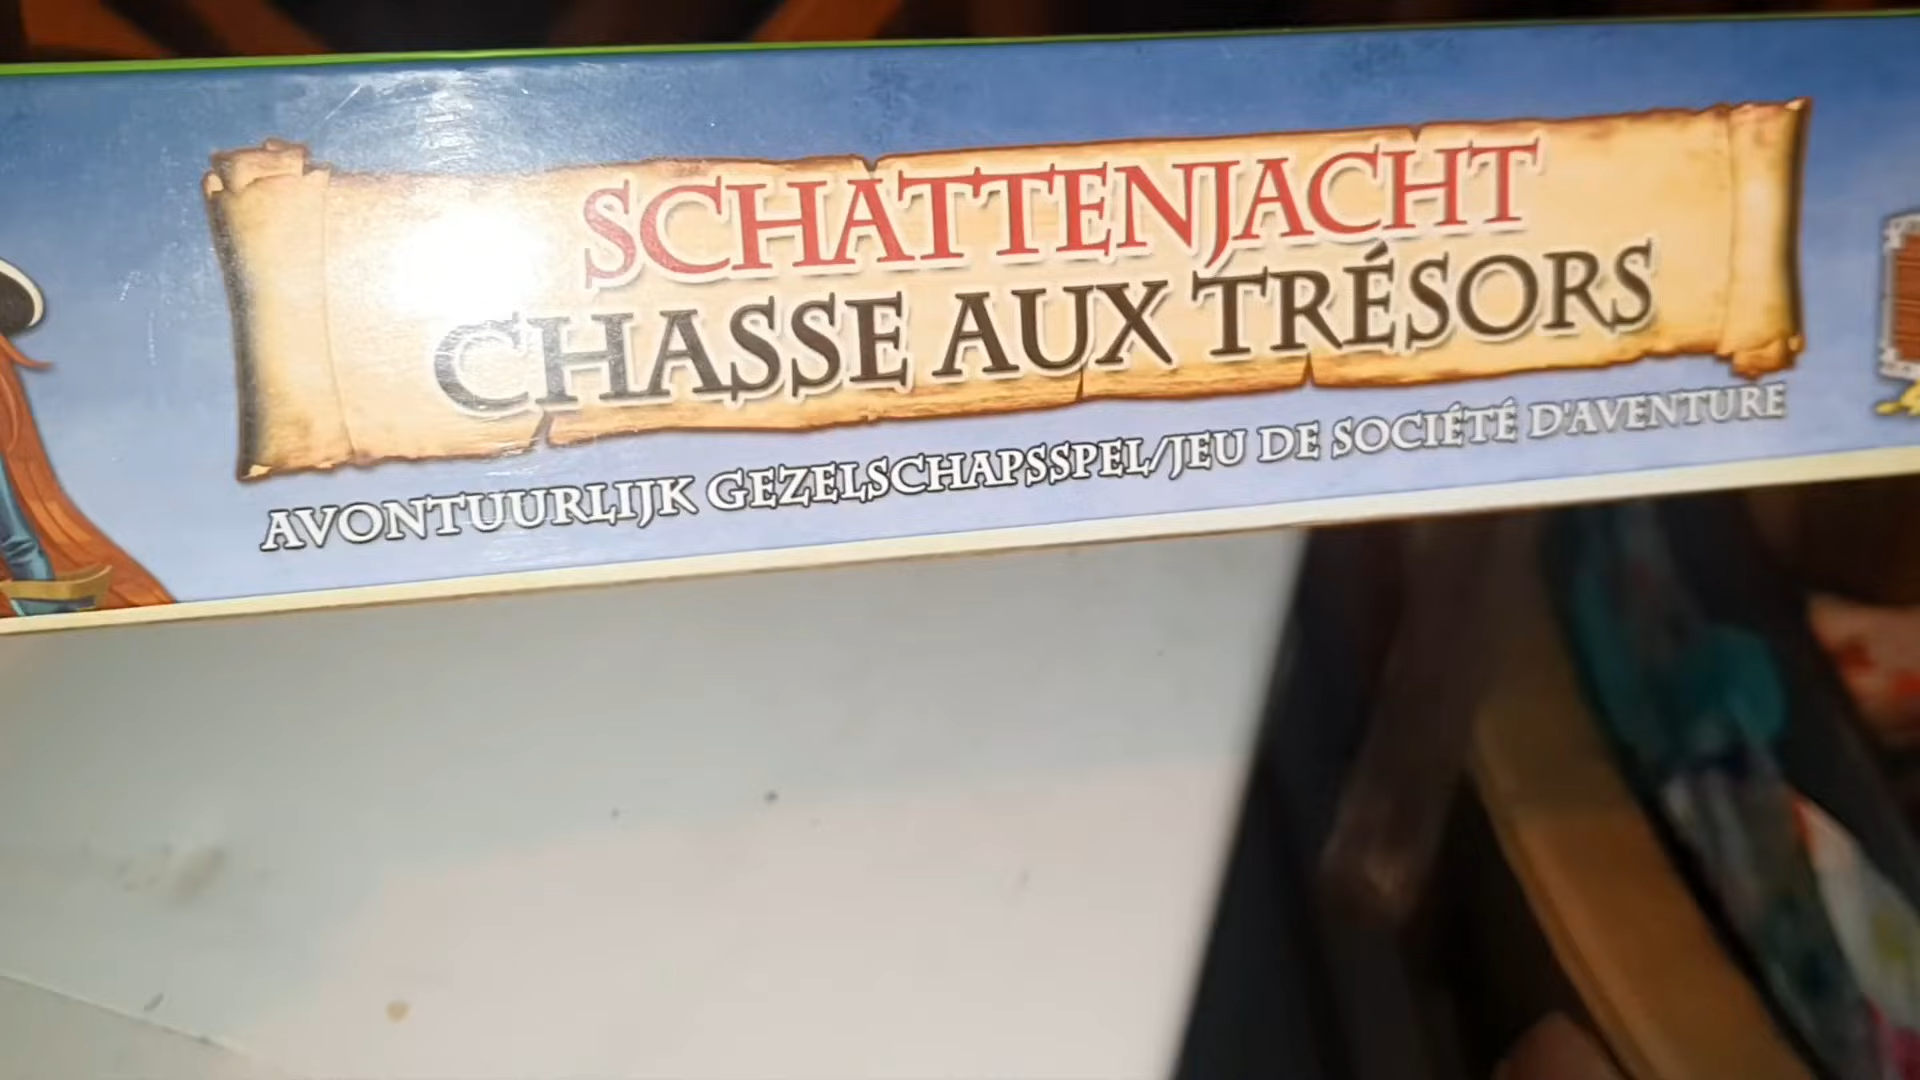 SCHATTENJACHT
CHASSE AUX TRÉSORS
AVONTUURLIJK GEZELSCHAPSSPEL/JEU DE SOCIÉTÉ D'AVENTURE